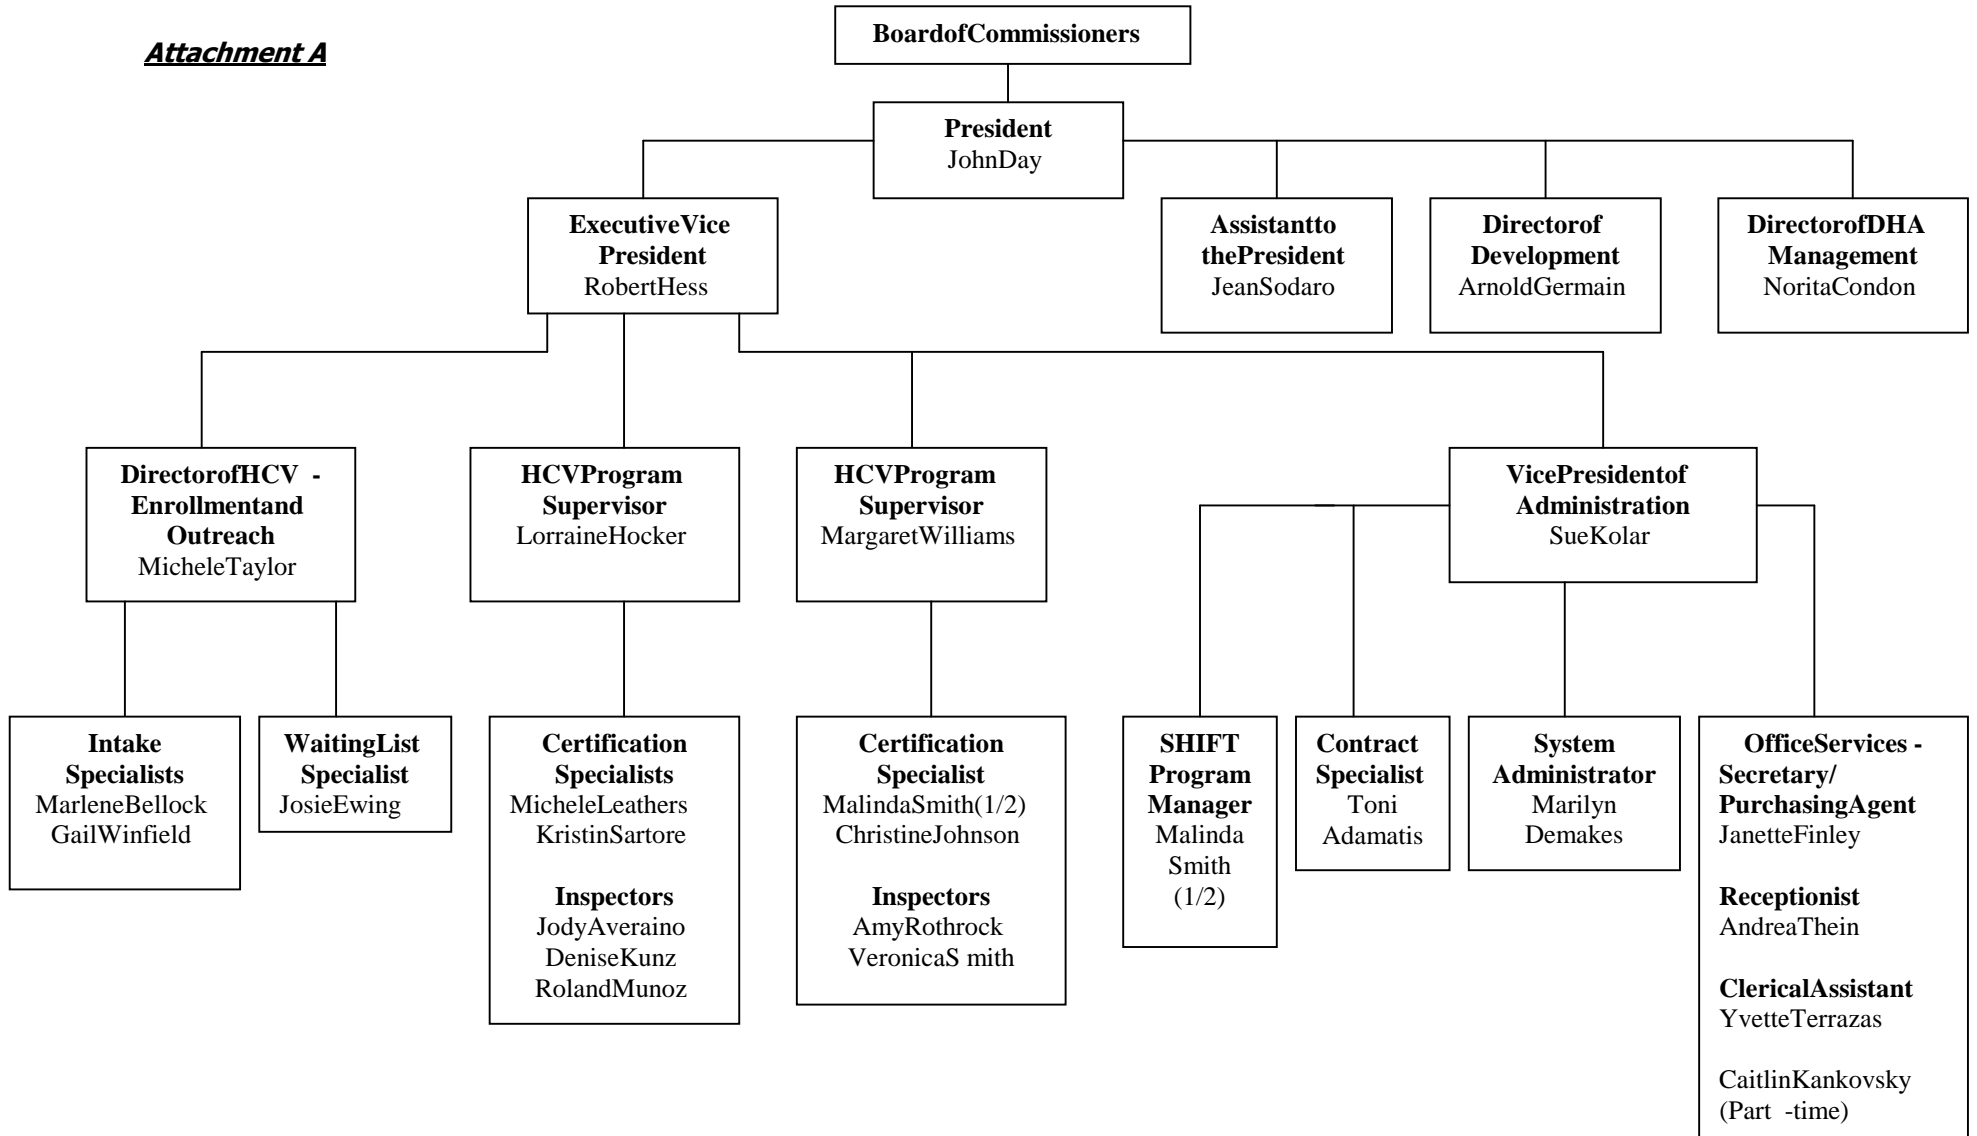 Attachment A
BoardofCommissioners
President
JohnDay
ExecutiveVice
President
RobertHess
Assistantto
thePresident
JeanSodaro
Directorof
Development
ArnoldGermain
DirectorofDHA
Management
NoritaCondon
DirectorofHCV -
Enrollmentand
Outreach
MicheleTaylor
HCVProgram
Supervisor
LorraineHocker
HCVProgram
Supervisor
MargaretWilliams
VicePresidentof
Administration
SueKolar
Intake
Specialists
MarleneBellock
GailWinfield
WaitingList
Specialist
JosieEwing
Certification
Specialists
MicheleLeathers
KristinSartore
Inspectors
JodyAveraino
DeniseKunz
RolandMunoz
Certification
Specialist
MalindaSmith(1/2)
ChristineJohnson
Inspectors
AmyRothrock
VeronicaS mith
SHIFT
Program
Manager
Malinda
Smith
(1/2)
Contract
Specialist
Toni
Adamatis
System
Administrator
Marilyn
Demakes
OfficeServices -
Secretary/
PurchasingAgent
JanetteFinley
Receptionist
AndreaThein
ClericalAssistant
YvetteTerrazas
CaitlinKankovsky
(Part -time)